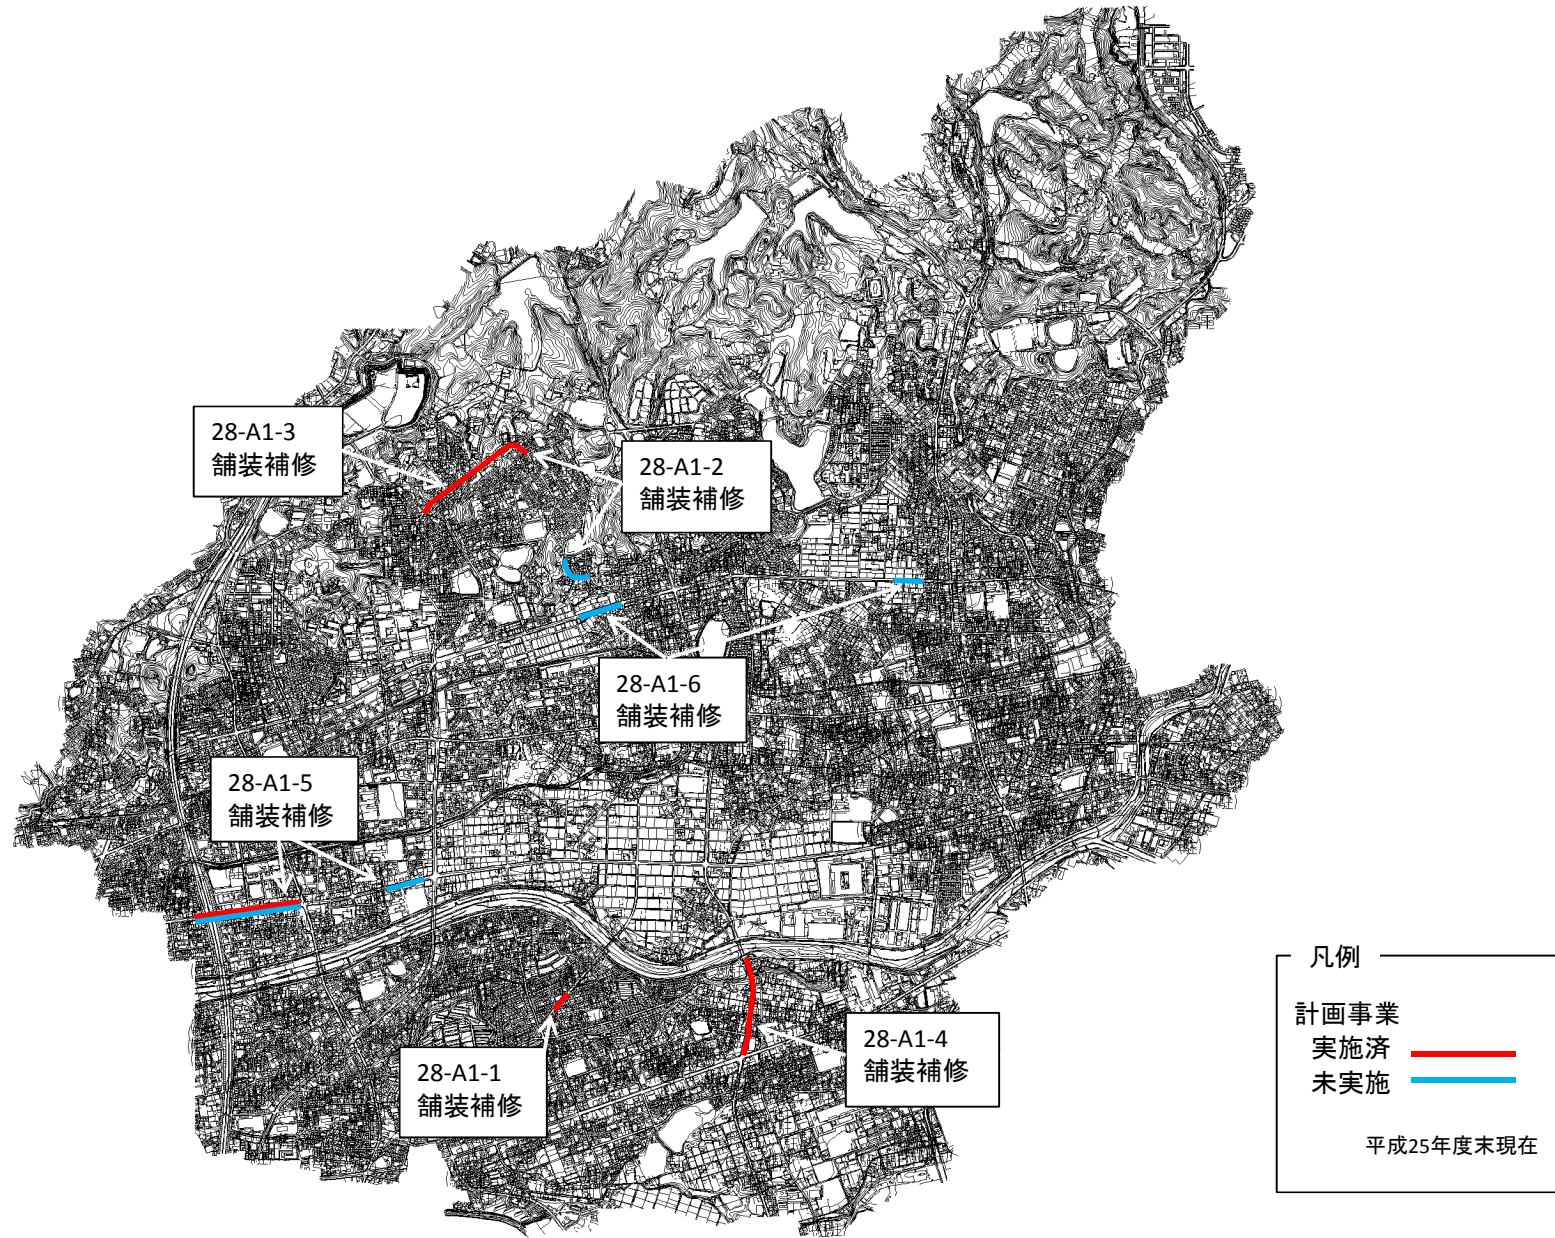 28-A1-3
舗装補修
28-A1-2
舗装補修
28-A1-6
舗装補修
28-A1-5
舗装補修
28-A1-1
舗装補修
28-A1-4
舗装補修
凡例
計画事業
実施済
未実施
平成25年度末現在